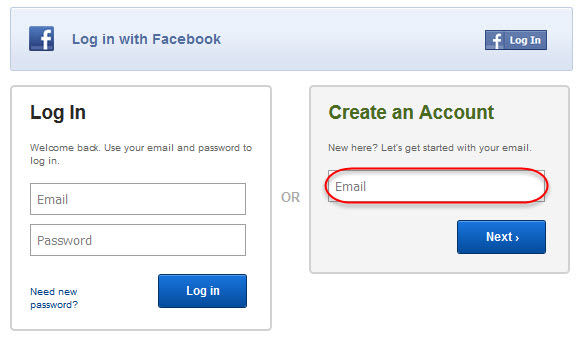 Log in with Facebook
Log In
Log In
Welcome back. Use your email and password to
log in.
Email
Password
Need new
password?
Log in
OR
Create an Account
New here? Let's get started with your email.
Email
Next ›